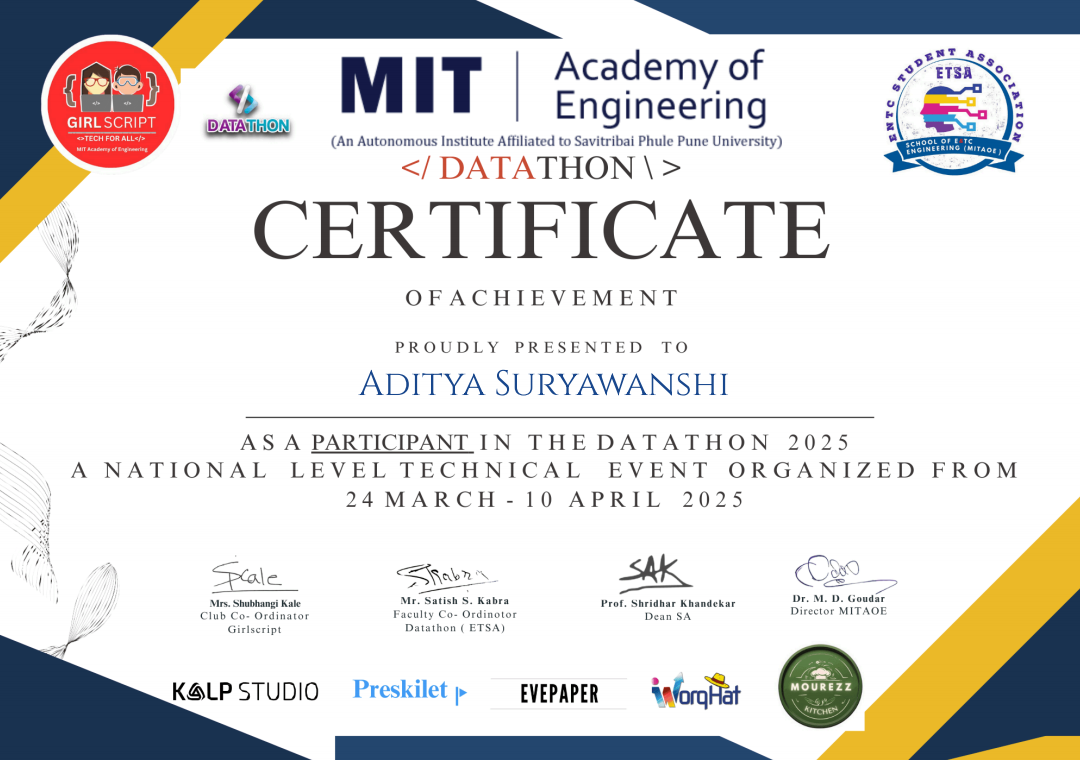 GIRL SCRIPT
<>TECH FOR ALL</>
MIT Academy of Engineering
DATATHON
MIT | Academy of Engineering
(An Autonomous Institute Affiliated to Savitribai Phule Pune University)
ENTC STUDENT ASSOCIATION
ETSA
SCHOOL OF E&TC
ENGINEERING (MITAOE)
</ DATATHON \ >
CERTIFICATE
OF ACHIEVEMENT
PROUDLY PRESENTED TO
ADITYA SURYAWANSHI
AS A PARTICIPANT IN THE DATATHON 2025
A NATIONAL LEVEL TECHNICAL EVENT ORGANIZED FROM
24 MARCH - 10 APRIL 2025
Mrs. Shubhangi Kale
Club Co- Ordinator
Girlscript
Mr. Satish S. Kabra
Faculty Co- Ordinotor
Datathon ( ETSA)
SAK
Prof. Shridhar Khandekar
Dean SA
Dr. M. D. Goudar
Director MITAOE
KALP STUDIO
Preskilet
EVEPAPER
WorqHat
MOUREZZ
KITCHEN